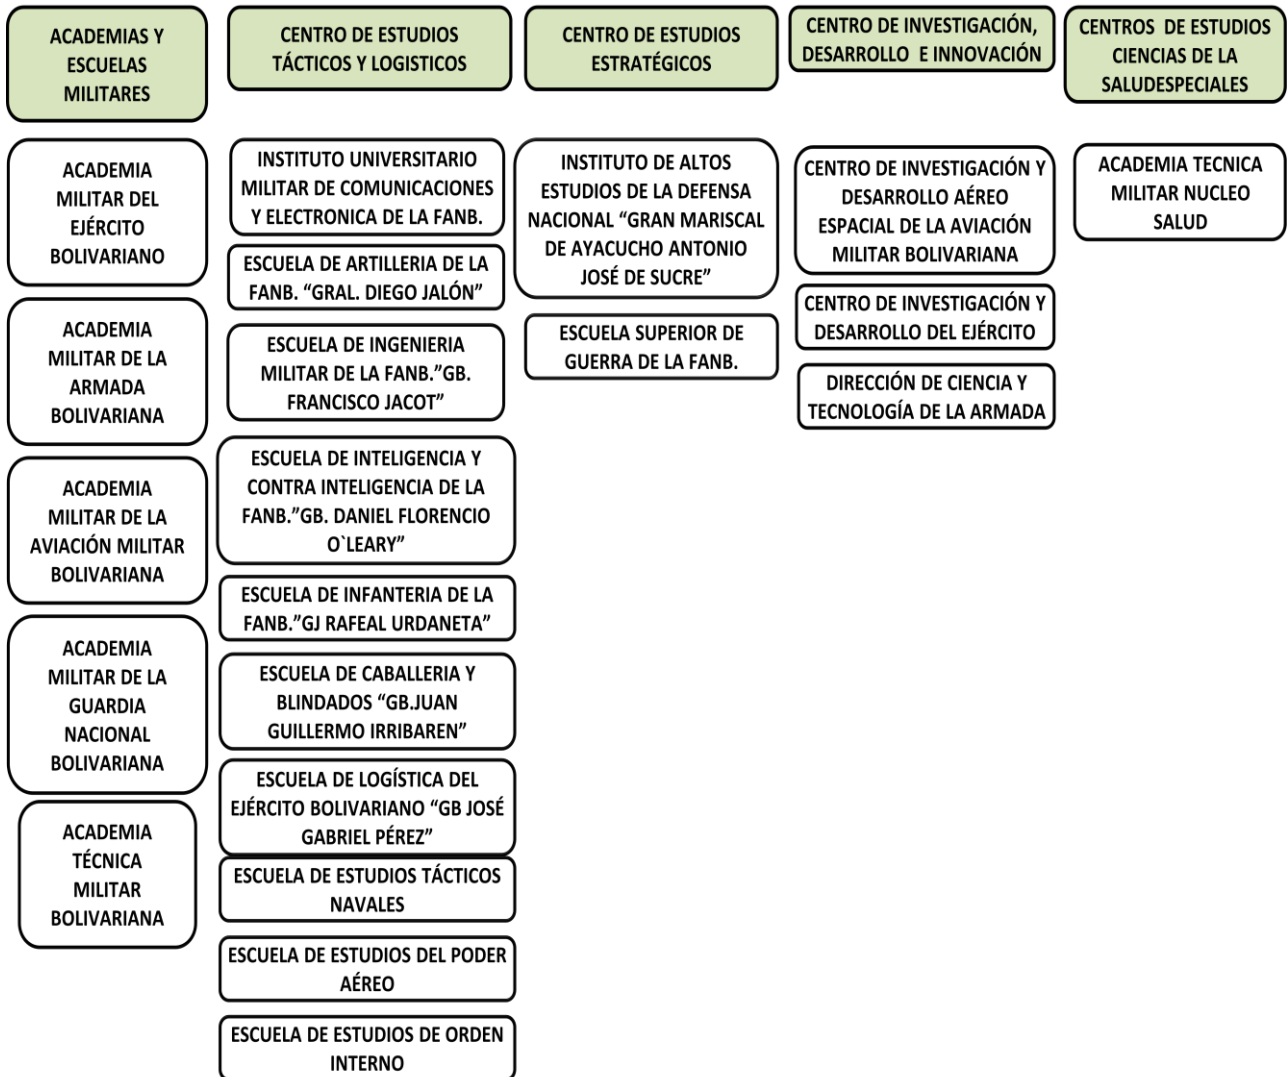 ACADEMIAS Y
ESCUELAS
MILITARES
ACADEMIA
MILITAR DEL
EJÉRCITO
BOLIVARIANO
ACADEMIA
MILITAR DE LA
ARMADA
BOLIVARIANA
ACADEMIA
MILITAR DE LA
AVIACIÓN MILITAR
BOLIVARIANA
ACADEMIA
MILITAR DE LA
GUARDIA
NACIONAL
BOLIVARIANA
ACADEMIA
TÉCNICA
MILITAR
BOLIVARIANA
CENTRO DE ESTUDIOS
TÁCTICOS Y LOGISTICOS
INSTITUTO UNIVERSITARIO
MILITAR DE COMUNICACIONES
Y ELECTRONICA DE LA FANB.
ESCUELA DE ARTILLERIA DE LA
FANB. “GRAL. DIEGO JALÓN”
ESCUELA DE INGENIERIA
MILITAR DE LA FANB.”GB.
FRANCISCO JACOT”
ESCUELA DE INTELIGENCIA Y
CONTRA INTELIGENCIA DE LA
FANB.”GB. DANIEL FLORENCIO
O`LEARY”
ESCUELA DE INFANTERIA DE LA
FANB.”GJ RAFEAL URDANETA”
ESCUELA DE CABALLERIA Y
BLINDADOS “GB.JUAN
GUILLERMO IRRIBAREN”
ESCUELA DE LOGÍSTICA DEL
EJÉRCITO BOLIVARIANO “GB JOSÉ
GABRIEL PÉREZ”
ESCUELA DE ESTUDIOS TÁCTICOS
NAVALES
ESCUELA DE ESTUDIOS DEL PODER
AÉREO
ESCUELA DE ESTUDIOS DE ORDEN
INTERNO
CENTRO DE ESTUDIOS
ESTRATÉGICOS
INSTITUTO DE ALTOS
ESTUDIOS DE LA DEFENSA
NACIONAL “GRAN MARISCAL
DE AYACUCHO ANTONIO
JOSÉ DE SUCRE”
ESCUELA SUPERIOR DE
GUERRA DE LA FANB.
CENTRO DE INVESTIGACIÓN,
DESARROLLO E INNOVACIÓN
CENTRO DE INVESTIGACIÓN Y
DESARROLLO AÉREO
ESPACIAL DE LA AVIACIÓN
MILITAR BOLIVARIANA
CENTRO DE INVESTIGACIÓN Y
DESARROLLO DEL EJÉRCITO
DIRECCIÓN DE CIENCIA Y
TECNOLOGÍA DE LA ARMADA
CENTROS DE ESTUDIOS
CIENCIAS DE LA
SALUDESPECIALES
ACADEMIA TECNICA
MILITAR NUCLEO
SALUD